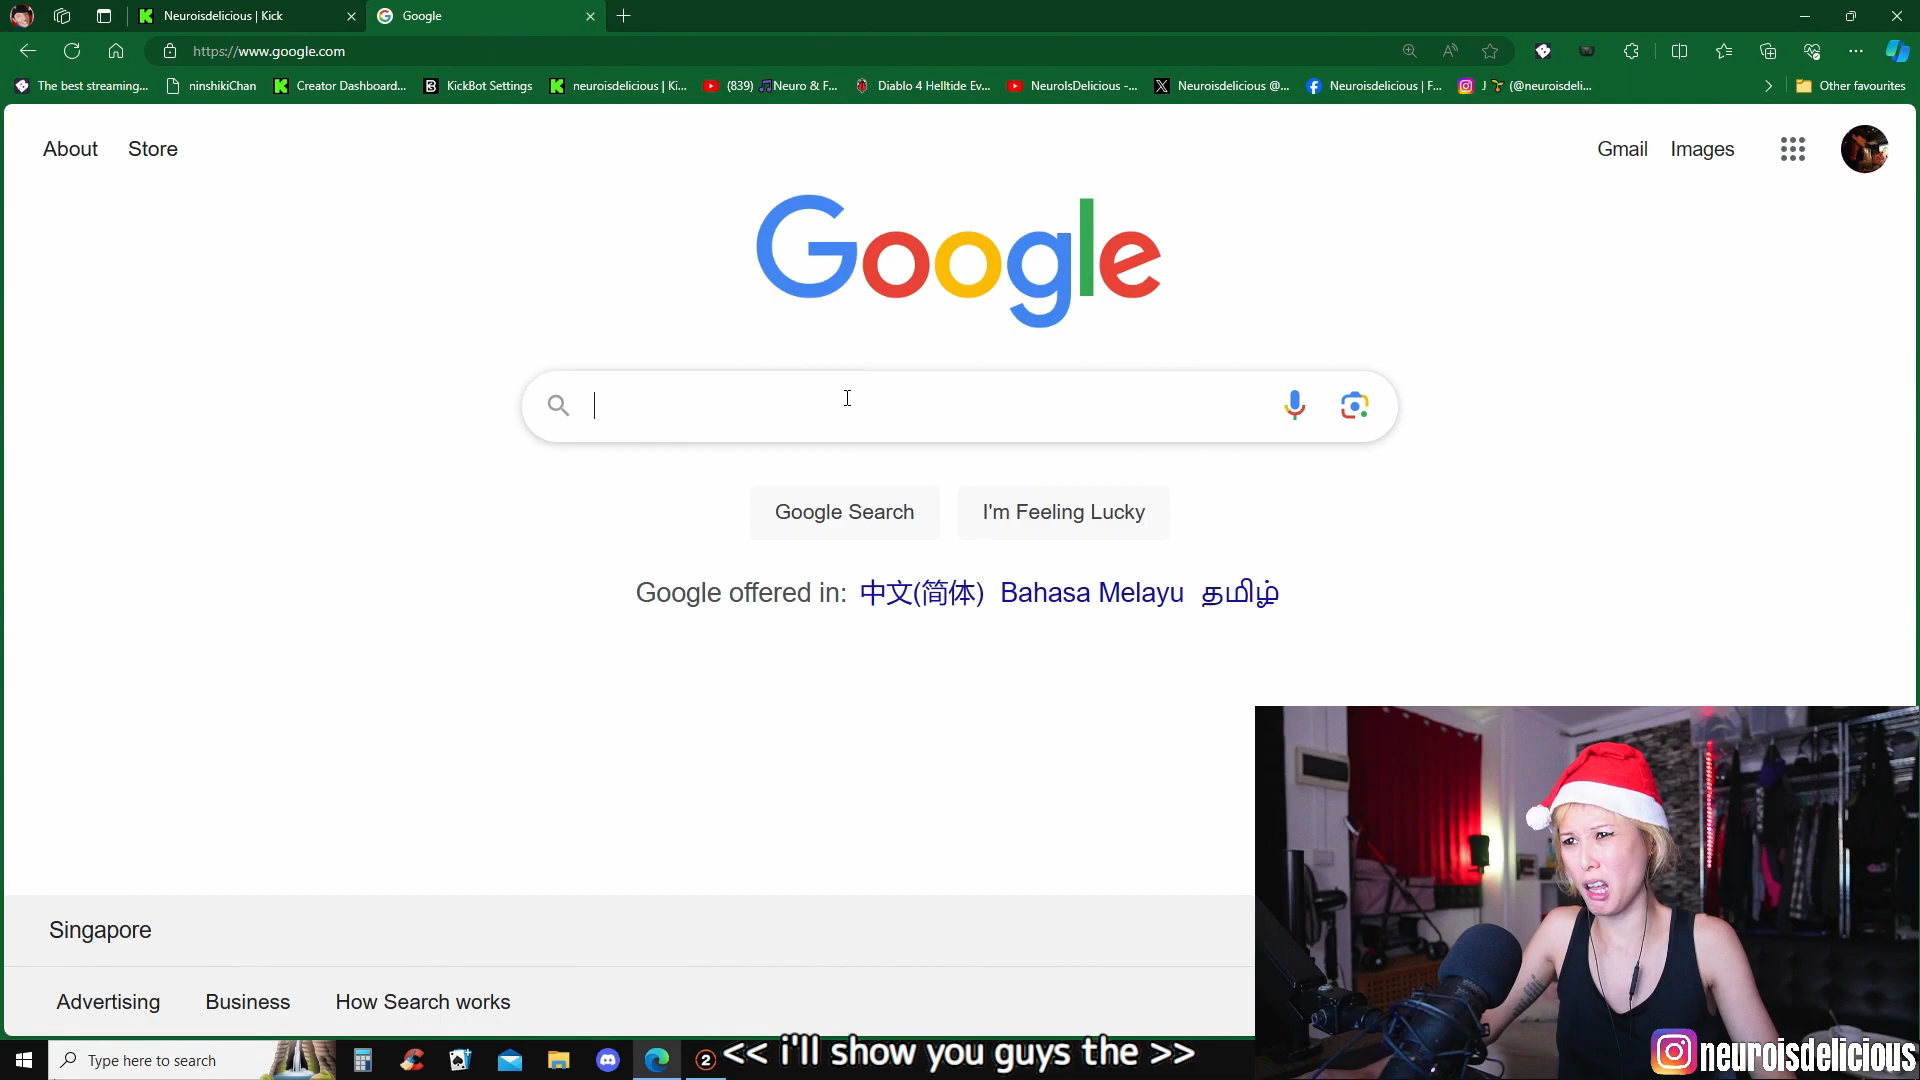 Neuroisdelicious | Kick
Google
https://www.google.com
The best streaming...
ninshikiChan
Creator Dashboard...
KickBot Settings
neuroisdelicious | Ki...
(839) 🎵Neuro & F...
Diablo 4 Helltide Ev...
NeuroIsDelicious -...
Neuroisdelicious @...
Neuroisdelicious | F...
J 🌴 (@neuroisdeli...
Other favourites
About Store
Gmail Images
Google
Google Search
I'm Feeling Lucky
Google offered in: 中文(简体) Bahasa Melayu தமிழ்
Singapore
Advertising Business How Search works
<< i'll show you guys the >>
Type here to search
neuroisdelicious